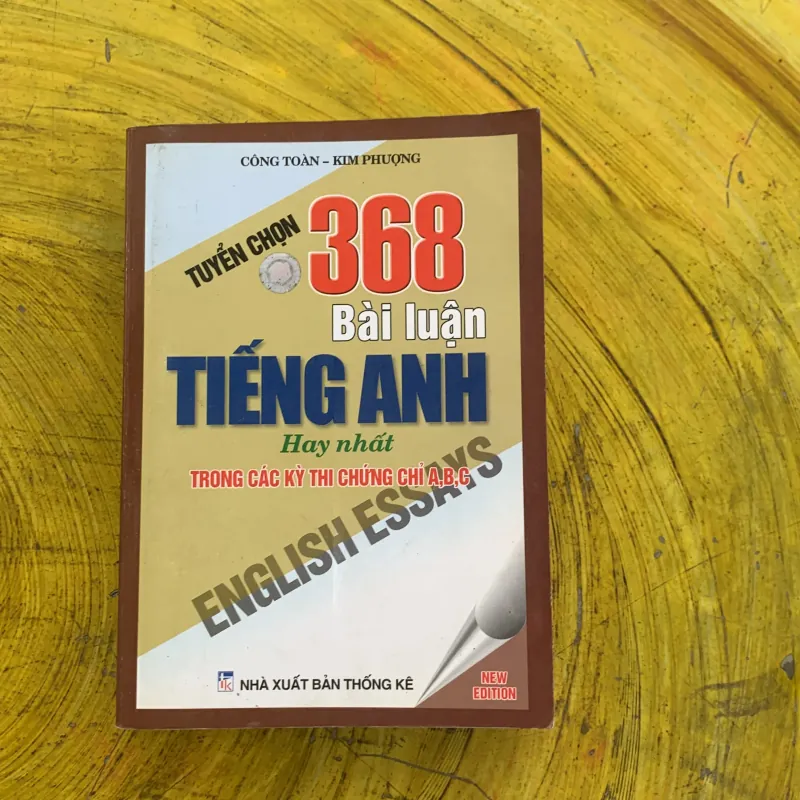 CÔNG TOÀN – KIM PHƯỢNG
TUYỂN CHỌN
368
Bài luận
TIẾNG ANH
Hay nhất
TRONG CÁC KỲ THI CHỨNG CHỈ A,B,C
ENGLISH ESSAYS
NHÀ XUẤT BẢN THỐNG KÊ
NEW
EDITION